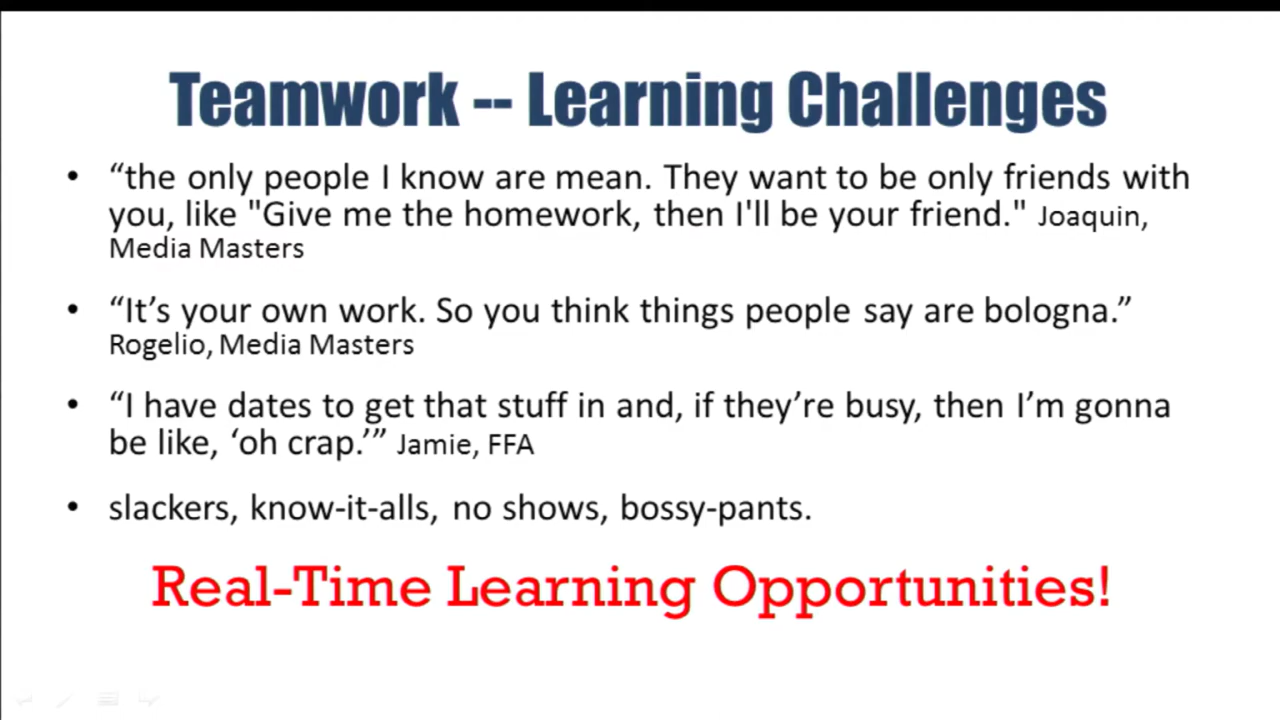 Teamwork -- Learning Challenges
• “the only people I know are mean. They want to be only friends with
you, like "Give me the homework, then I'll be your friend." Joaquin,
Media Masters
• “It’s your own work. So you think things people say are bologna.”
Rogelio, Media Masters
• “I have dates to get that stuff in and, if they’re busy, then I’m gonna
be like, ‘oh crap.’” Jamie, FFA
• slackers, know-it-alls, no shows, bossy-pants.
Real-Time Learning Opportunities!